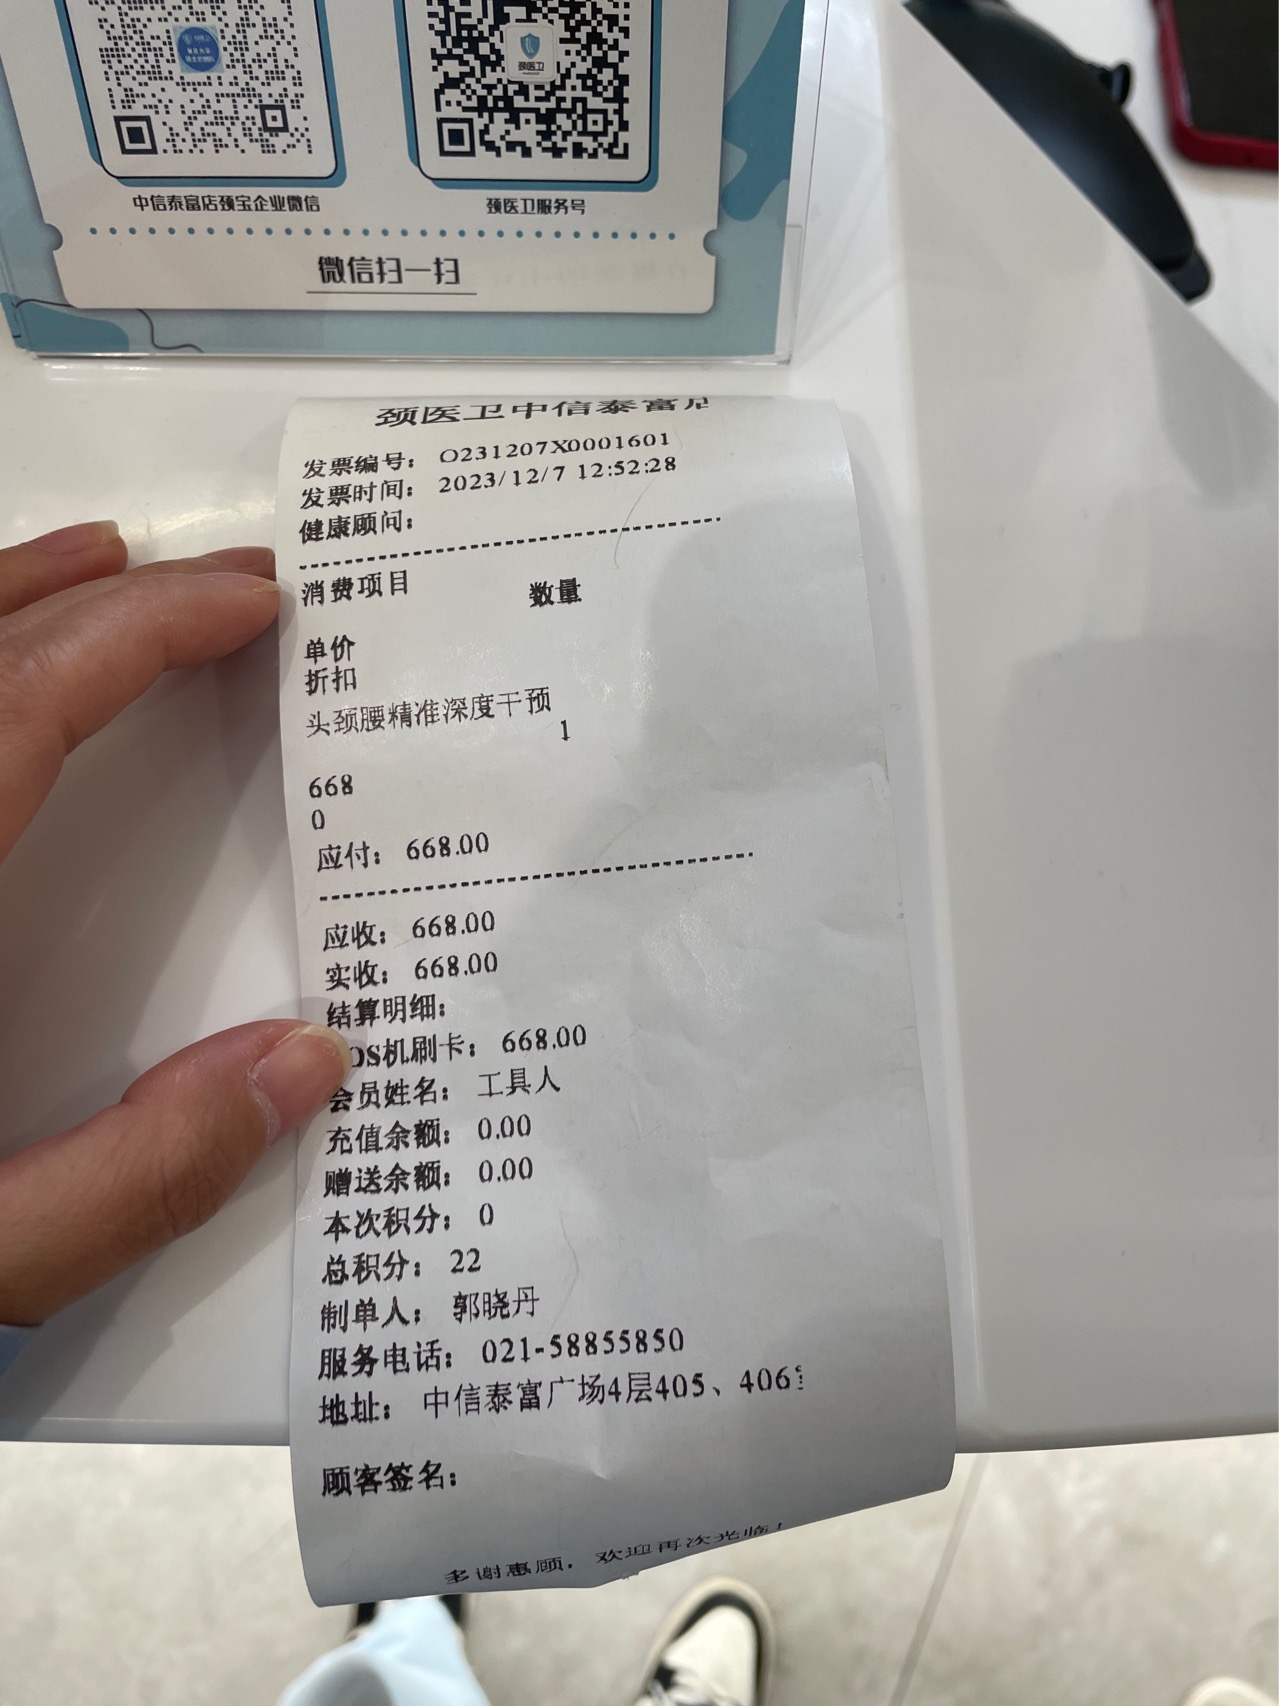 颈医卫
中信泰富店颈宝企业微信
颈医卫服务号
微信扫一扫
颈医卫中信泰富店
发票编号： O231207X0001601
发票时间： 2023/12/7 12:52:28
健康顾问：
消费项目 数量
单价
折扣
头颈腰精准深度干预
1
668
0
应付： 668.00
应收： 668.00
实收： 668.00
结算明细：
OS机刷卡： 668.00
会员姓名： 工具人
充值余额： 0.00
赠送余额： 0.00
本次积分： 0
总积分： 22
制单人： 郭晓丹
服务电话： 021-58855850
地址： 中信泰富广场4层405、406
顾客签名：
多谢惠顾，欢迎再次光临！